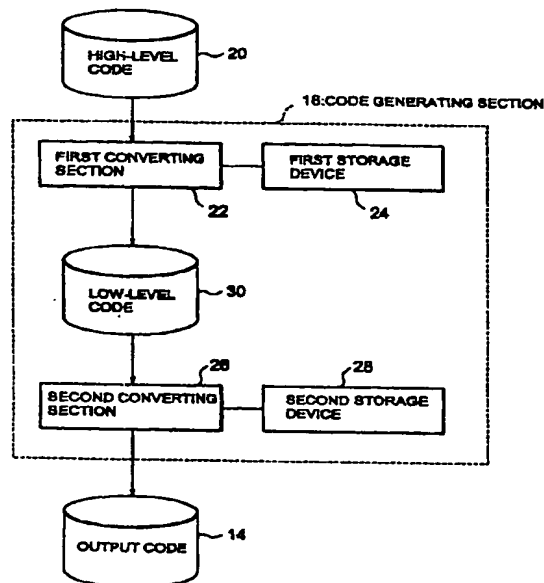 HIGH-LEVEL
CODE
20
18:CODE GENERATING SECTION
FIRST CONVERTING
SECTION
FIRST STORAGE
DEVICE
22
24
LOW-LEVEL
CODE
30
26
28
SECOND CONVERTING
SECTION
SECOND STORAGE
DEVICE
OUTPUT CODE
14